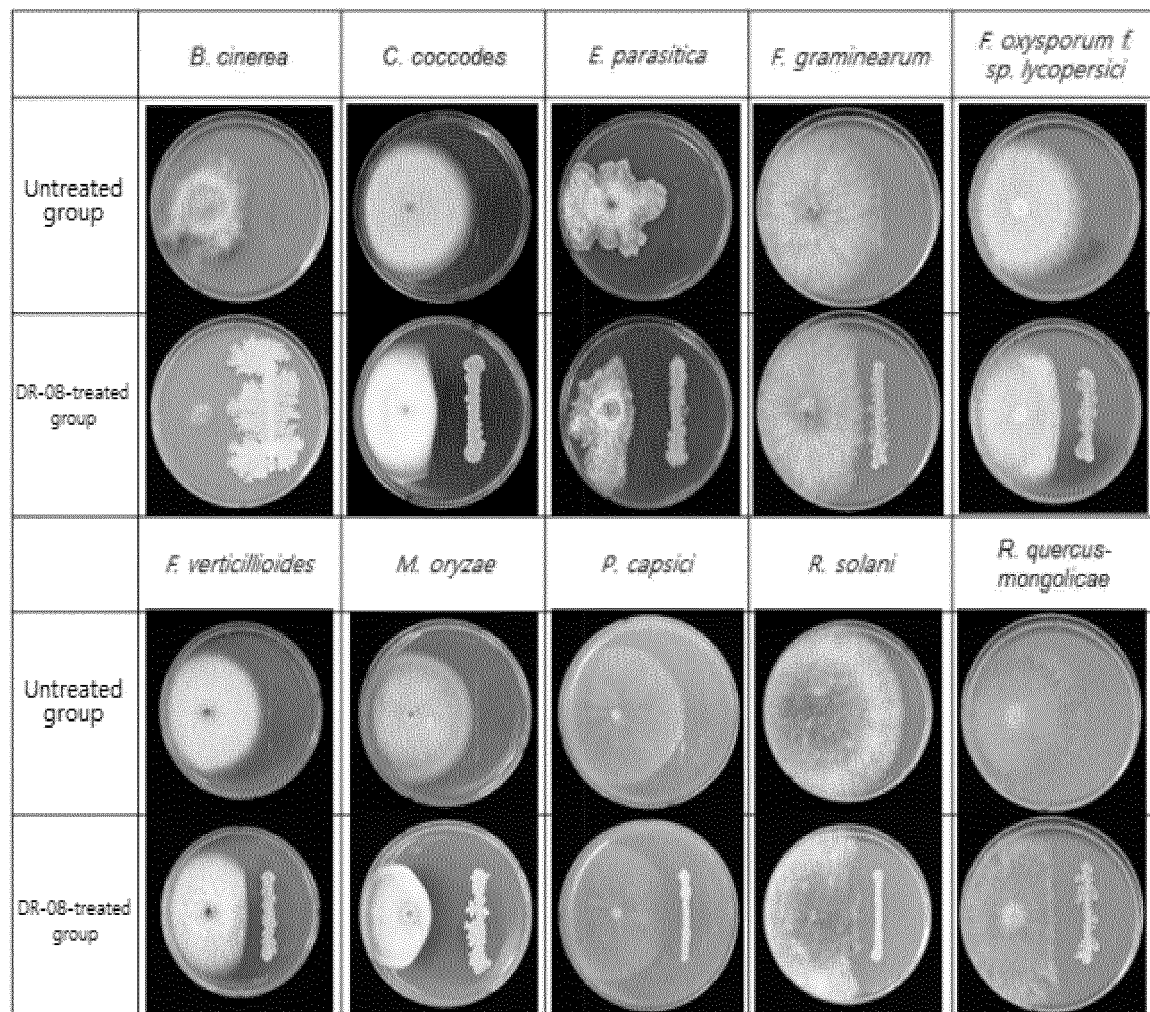 B. cinerea
C. coccodes
E. parasitica
F. graminearum
F. oxysporum f.
sp. lycopersici
Untreated
group
DR-08-treated
group
F. verticillioides
M. oryzae
P. capsici
R. solani
R. quercus-
mongolicae
Untreated
group
DR-08-treated
group